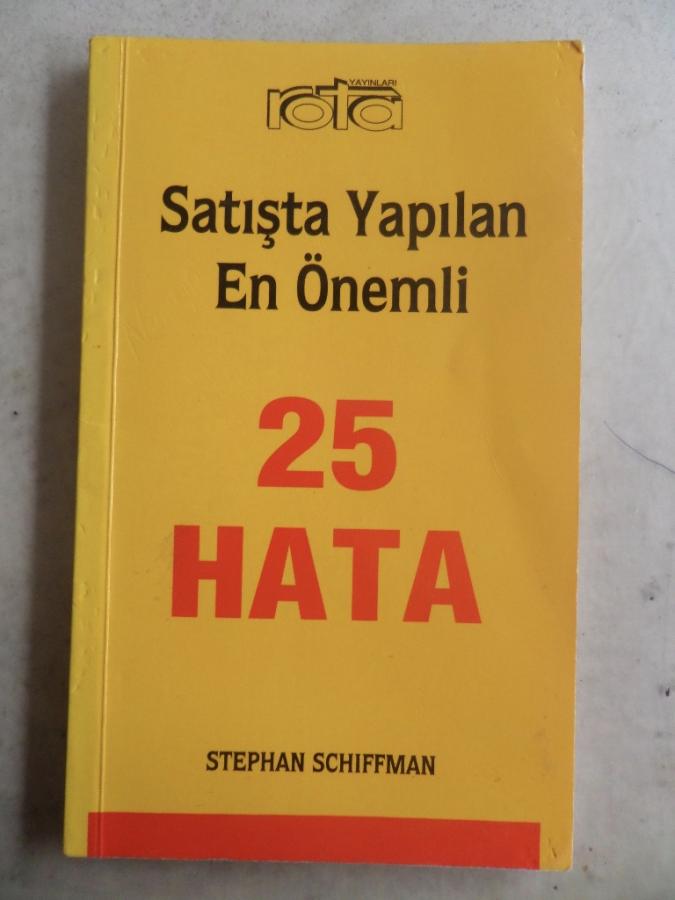 YAYINLARI
rota
Satışta Yapılan
En Önemli
25
HATA
STEPHAN SCHIFFMAN